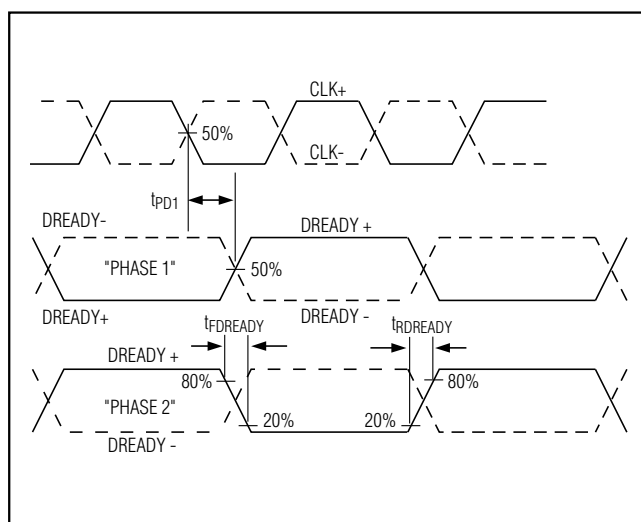 CLK+
50%
CLK-
tPD1
DREADY-
DREADY +
"PHASE 1"
50%
DREADY+
DREADY -
tFDREADY
tRDREADY
DREADY +
80%
80%
"PHASE 2"
20%
20%
DREADY -